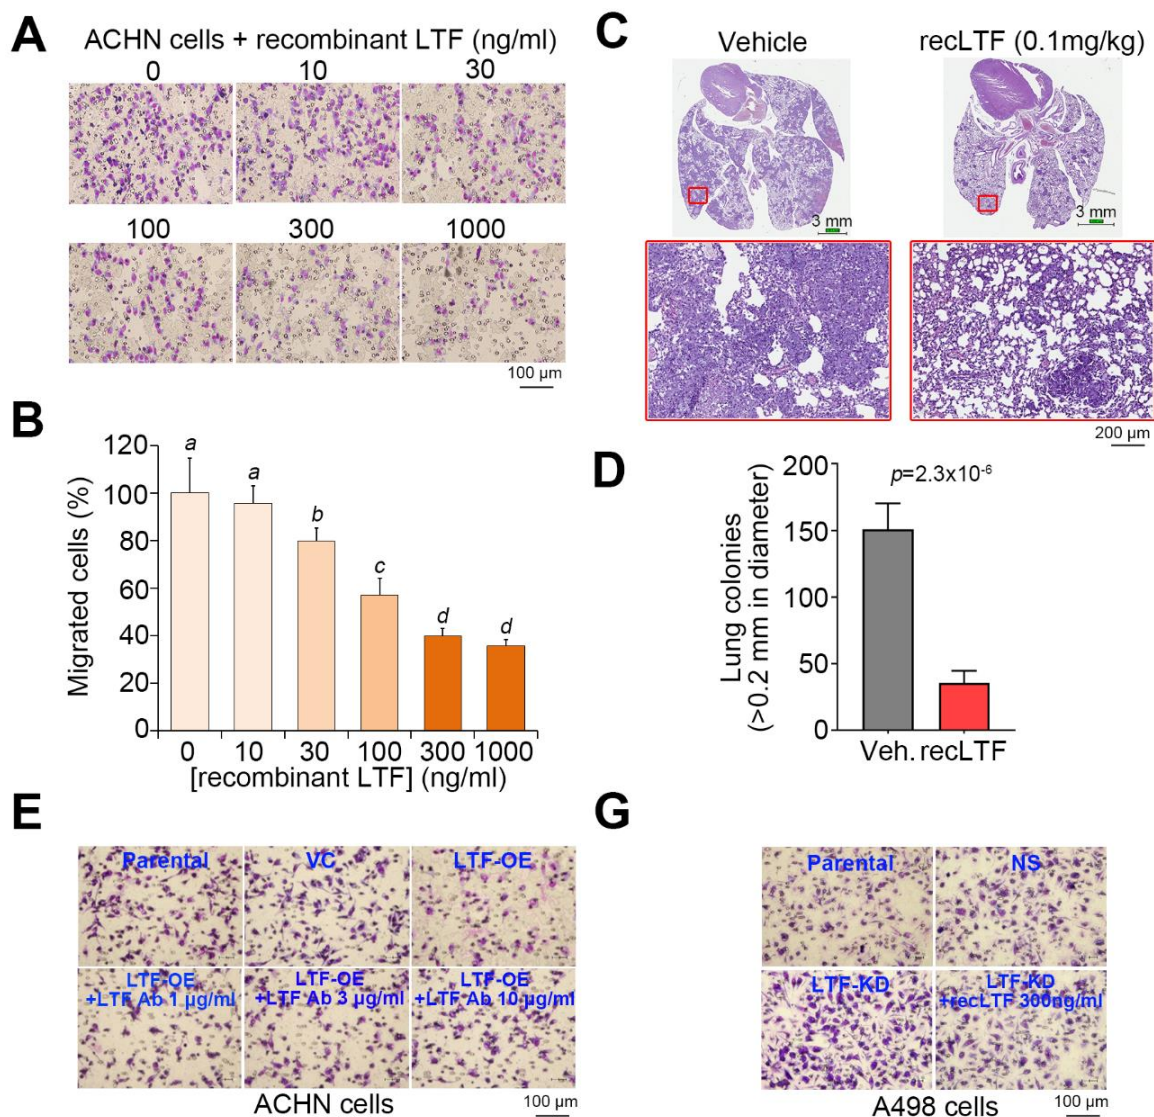 A
ACHN cells + recombinant LTF (ng/ml)
0 10 30
100 300 1000
100 µm
B
Migrated cells (%)
120
100
80
60
40
20
0
a a b c d d
0 10 30 100 300 1000
[recombinant LTF] (ng/ml)
C
Vehicle recLTF (0.1mg/kg)
3 mm 3 mm
200 µm
D
Lung colonies
(>0.2 mm in diameter)
200
150
100
50
0
p=2.3x10⁻⁶
Veh. recLTF
E
Parental VC LTF-OE
LTF-OE LTF-OE LTF-OE
+LTF Ab 1 µg/ml +LTF Ab 3 µg/ml +LTF Ab 10 µg/ml
ACHN cells 100 µm
G
Parental NS
LTF-KD LTF-KD
+recLTF 300ng/ml
A498 cells 100 µm